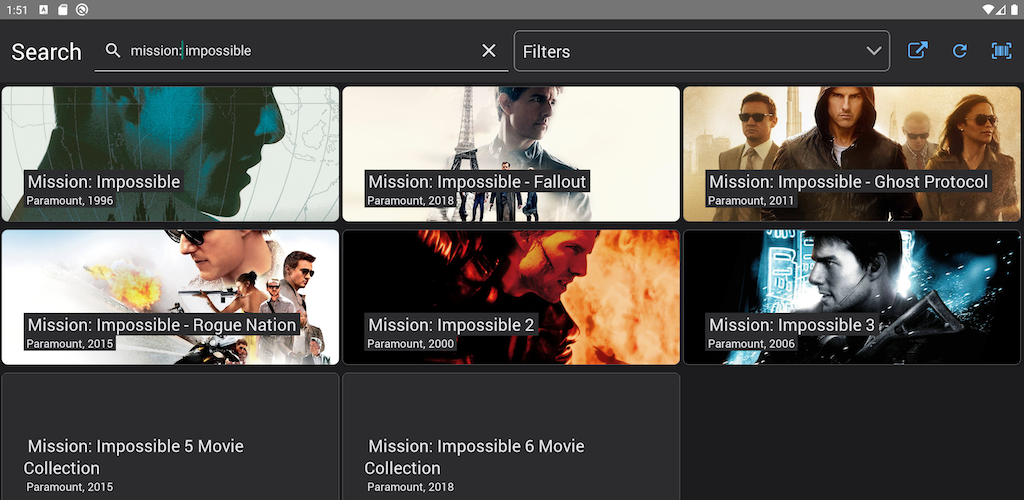 1:51
Search
mission: impossible
Filters
Mission: Impossible
Paramount, 1996
Mission: Impossible - Fallout
Paramount, 2018
Mission: Impossible - Ghost Protocol
Paramount, 2011
Mission: Impossible - Rogue Nation
Paramount, 2015
Mission: Impossible 2
Paramount, 2000
Mission: Impossible 3
Paramount, 2006
Mission: Impossible 5 Movie
Collection
Paramount, 2015
Mission: Impossible 6 Movie
Collection
Paramount, 2018